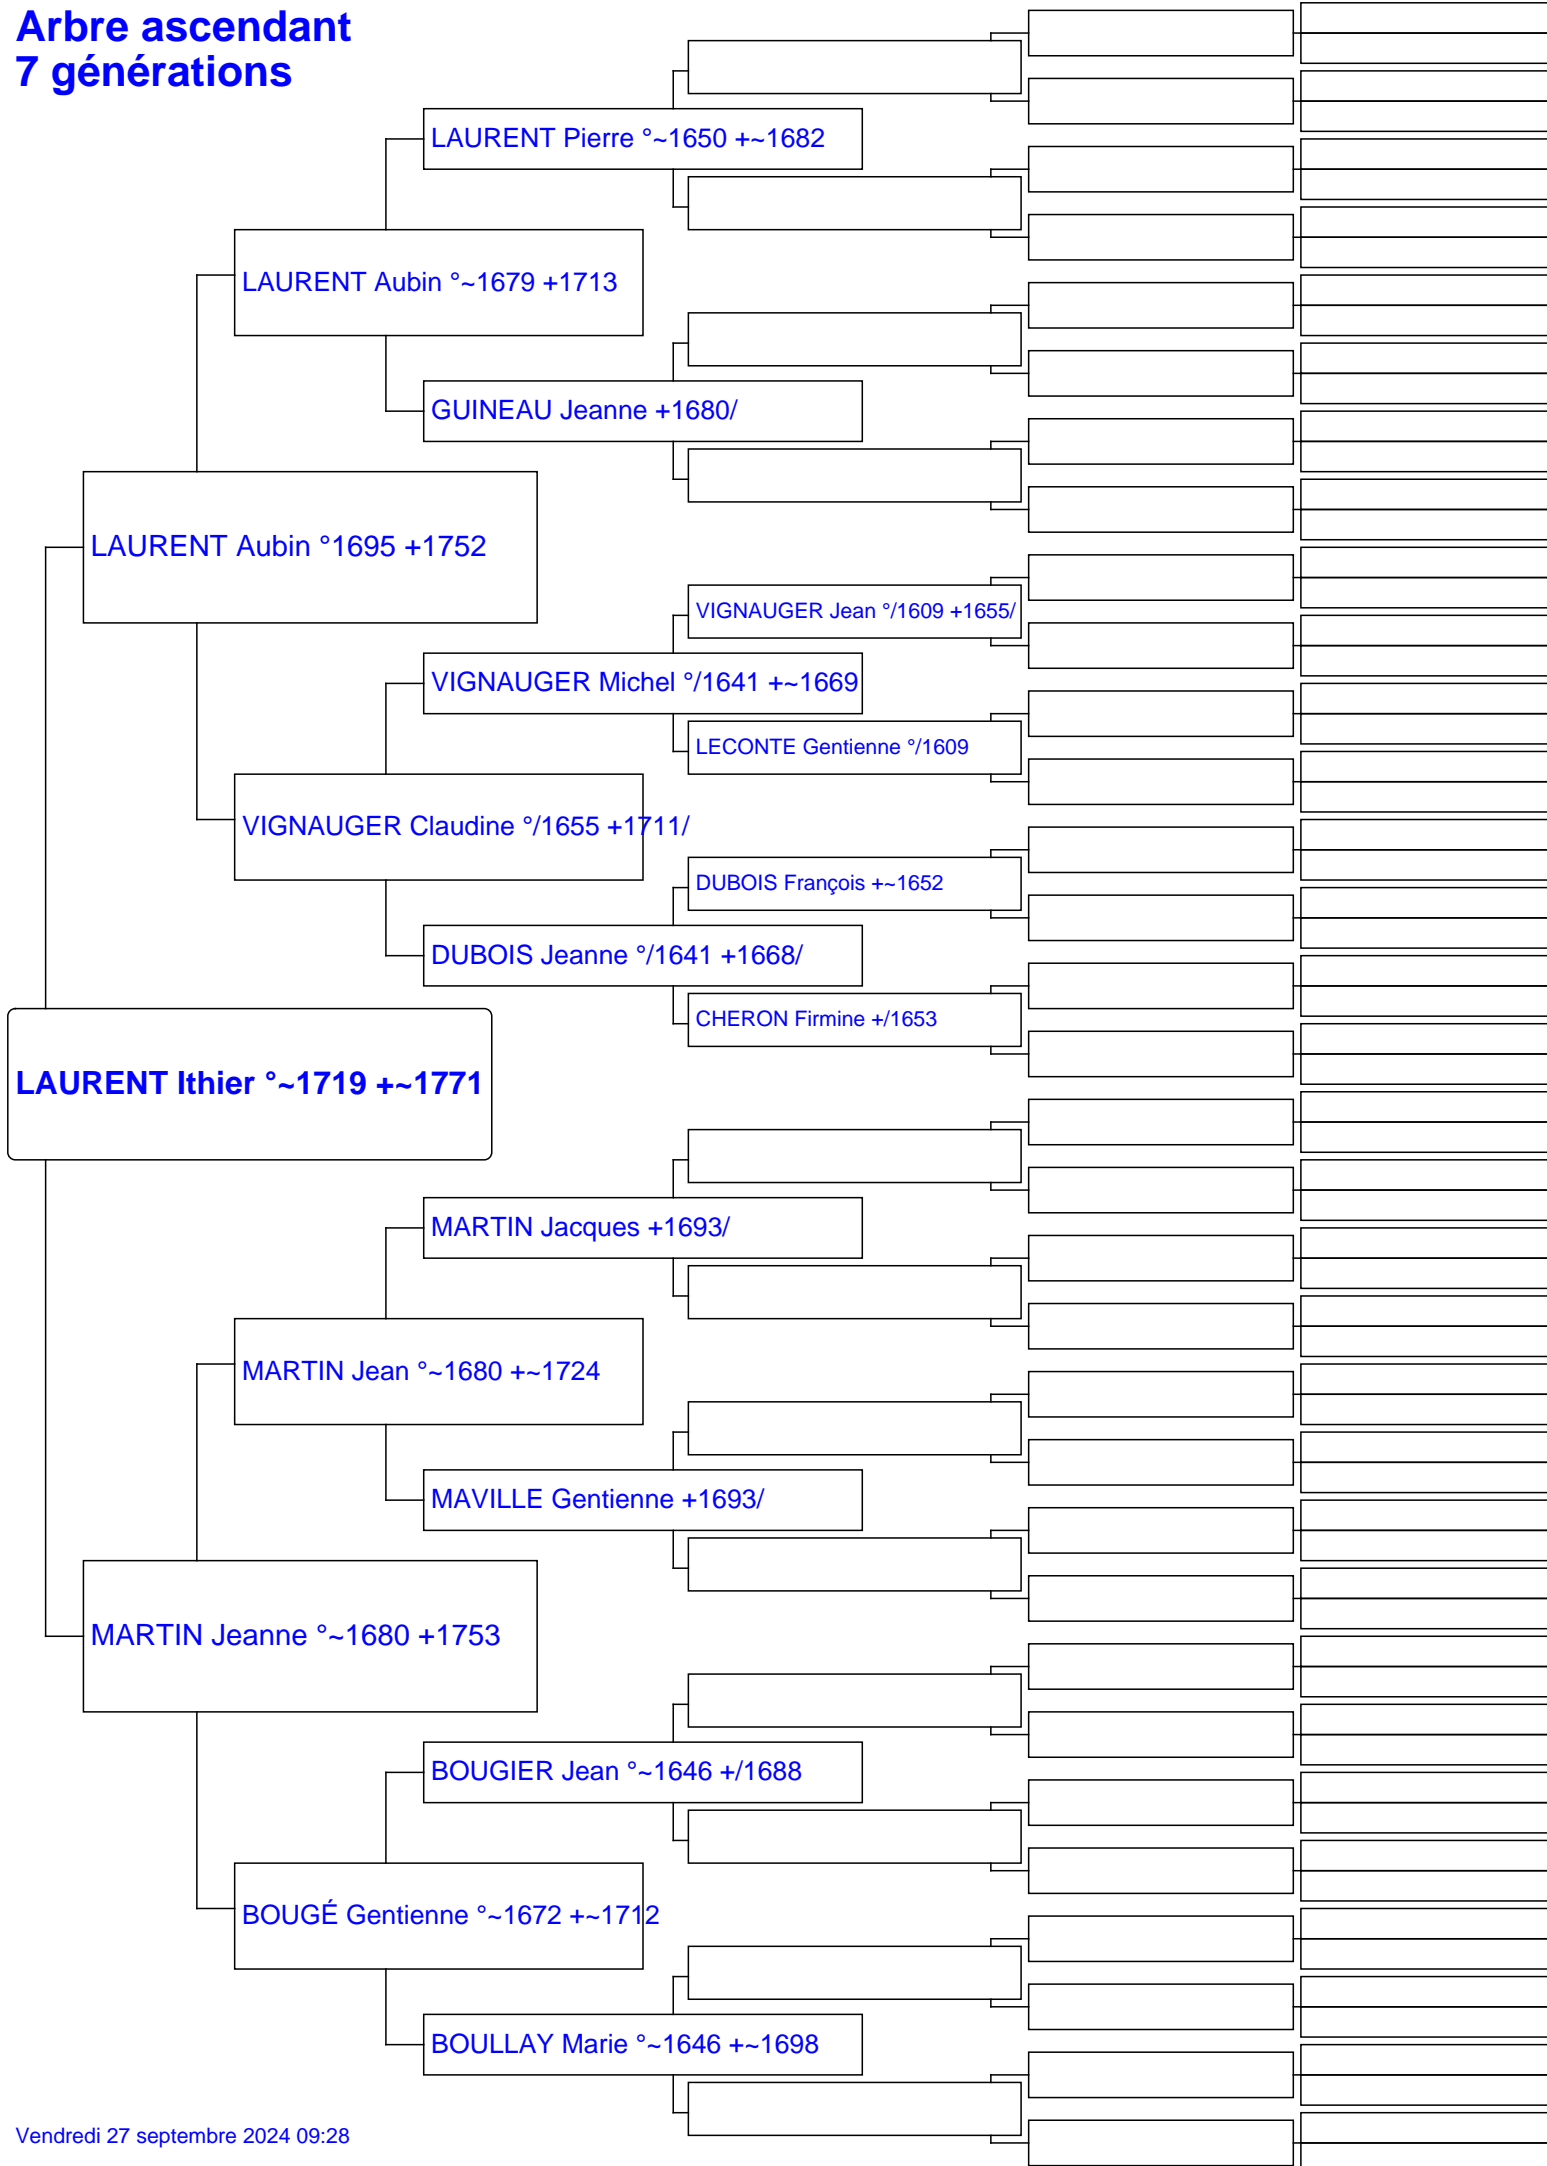 Arbre ascendant
7 générations
LAURENT Pierre °~1650 +~1682
LAURENT Aubin °~1679 +1713
GUINEAU Jeanne +1680/
LAURENT Aubin °1695 +1752
VIGNAUGER Jean °/1609 +1655/
VIGNAUGER Michel °/1641 +~1669
LECONTE Gentienne °/1609
VIGNAUGER Claudine °/1655 +1711/
DUBOIS François +~1652
DUBOIS Jeanne °/1641 +1668/
CHERON Firmine +/1653
LAURENT Ithier °~1719 +~1771
MARTIN Jacques +1693/
MARTIN Jean °~1680 +~1724
MAVILLE Gentienne +1693/
MARTIN Jeanne °~1680 +1753
BOUGIER Jean °~1646 +/1688
BOUGÉ Gentienne °~1672 +~1712
BOULLAY Marie °~1646 +~1698
Vendredi 27 septembre 2024 09:28